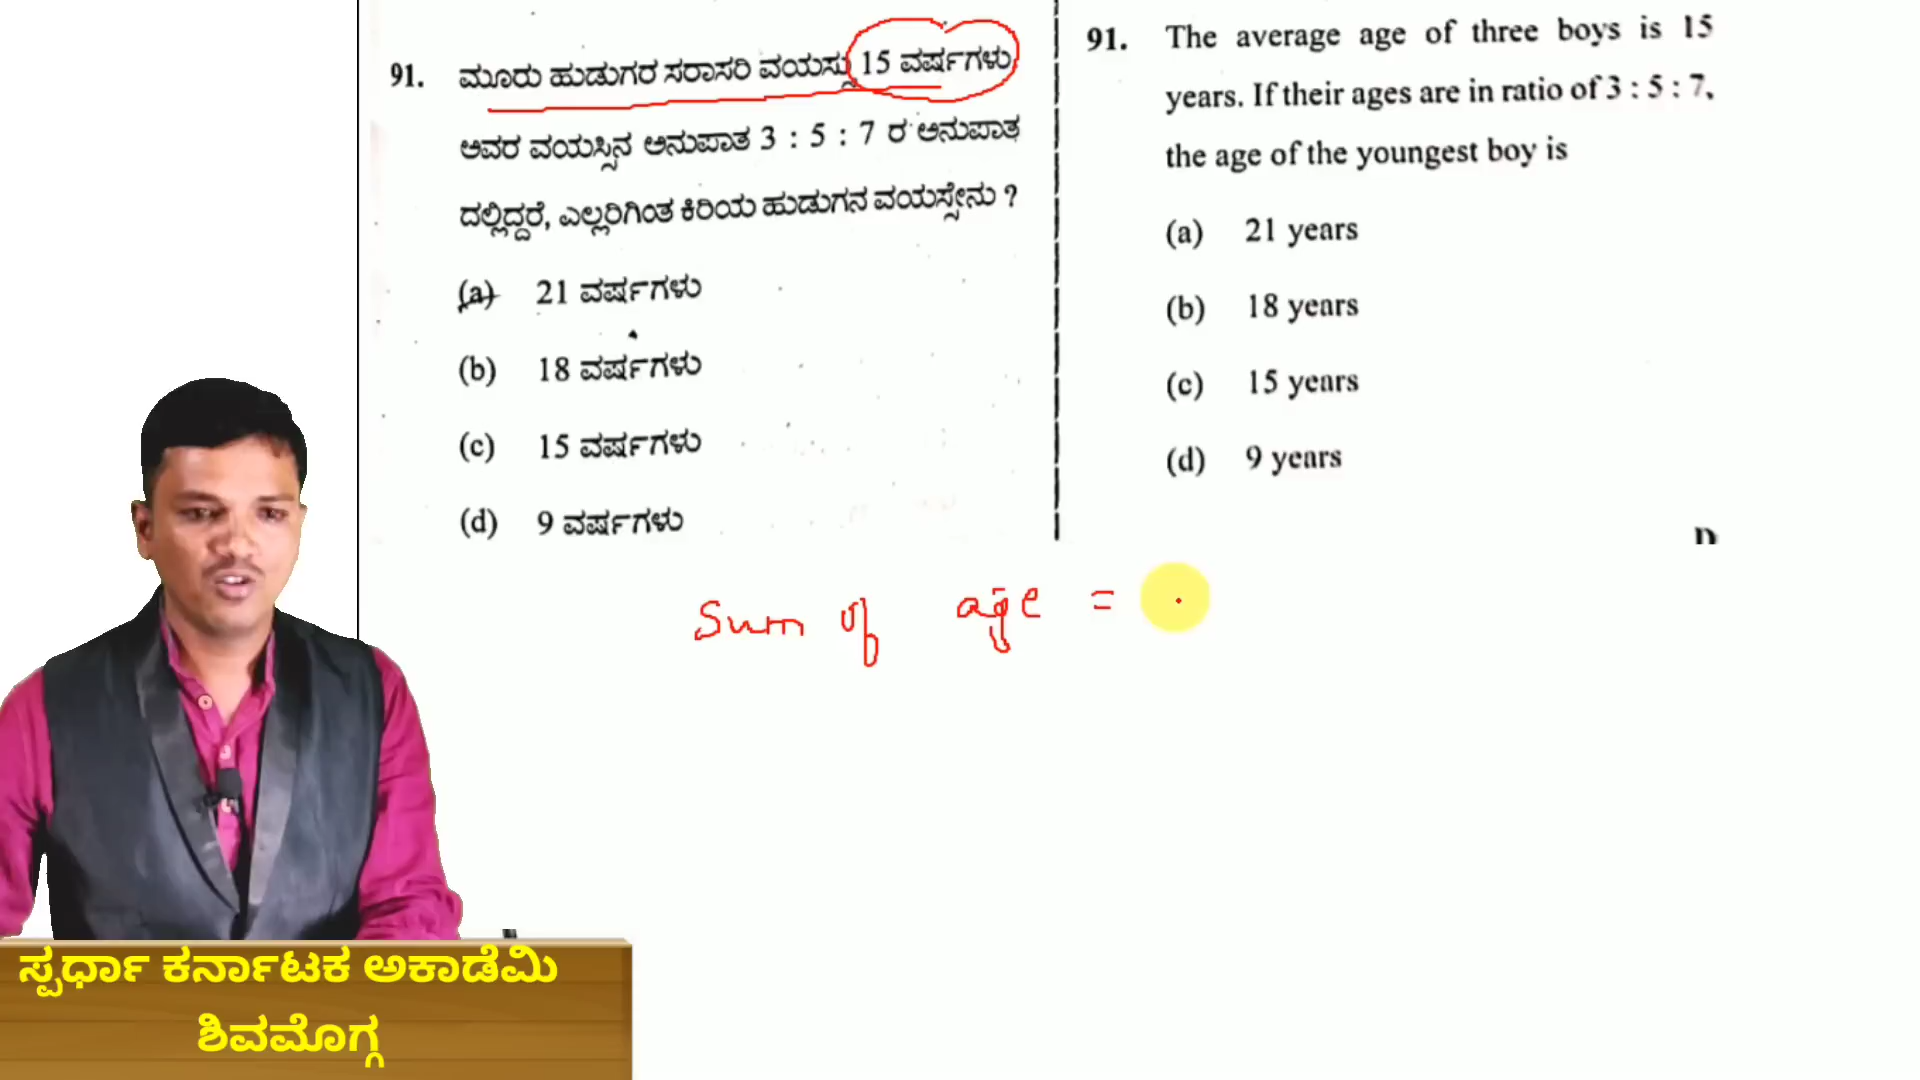 91. ಮೂರು ಹುಡುಗರ ಸರಾಸರಿ ವಯಸ್ಸು 15 ವರ್ಷಗಳು
ಅವರ ವಯಸ್ಸಿನ ಅನುಪಾತ 3 : 5 : 7 ರ ಅನುಪಾತ
ದಲ್ಲಿದ್ದರೆ, ಎಲ್ಲರಿಗಿಂತ ಕಿರಿಯ ಹುಡುಗನ ವಯಸ್ಸೇನು ?
(a) 21 ವರ್ಷಗಳು
(b) 18 ವರ್ಷಗಳು
(c) 15 ವರ್ಷಗಳು
(d) 9 ವರ್ಷಗಳು
91. The average age of three boys is 15
years. If their ages are in ratio of 3 : 5 : 7,
the age of the youngest boy is
(a) 21 years
(b) 18 years
(c) 15 years
(d) 9 years
D
Sum of age =
ಸ್ಪರ್ಧಾ ಕರ್ನಾಟಕ ಅಕಾಡೆಮಿ
ಶಿವಮೊಗ್ಗ